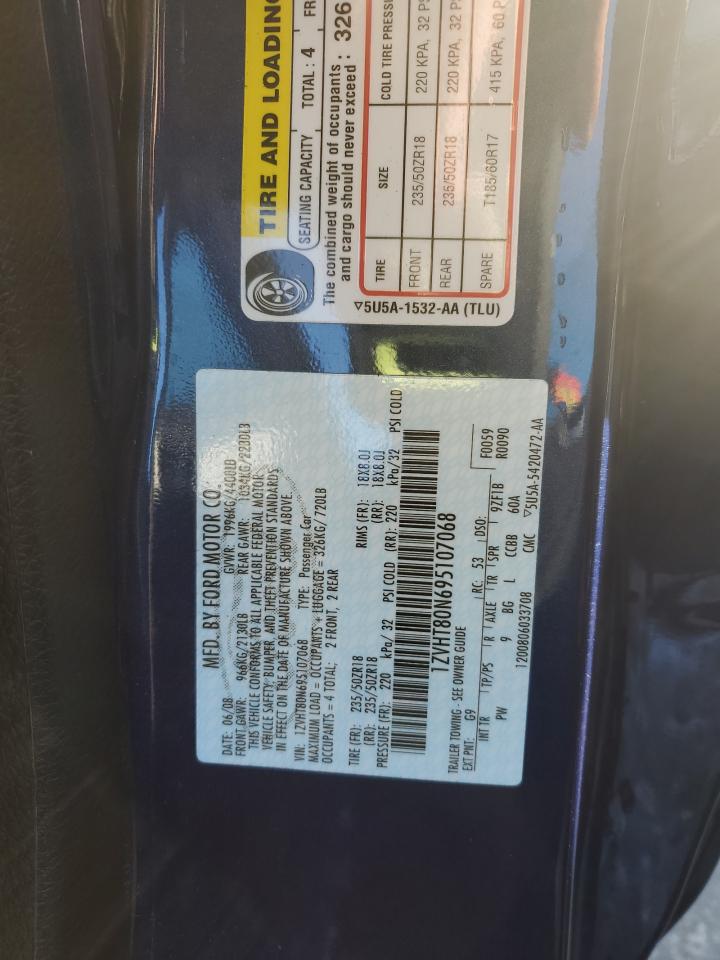 MFD. BY FORD MOTOR CO.
DATE: 06/08 GVWR: 1996KG/4400LB
FRONT GAWR: 966KG/2130LB REAR GAWR: 1034KG/2280LB
THIS VEHICLE CONFORMS TO ALL APPLICABLE FEDERAL MOTOR
VEHICLE SAFETY, BUMPER, AND THEFT PREVENTION STANDARDS
IN EFFECT ON THE DATE OF MANUFACTURE SHOWN ABOVE.
VIN: 1ZVHT80N695107068 TYPE: Passenger Car
MAXIMUM LOAD = OCCUPANTS + LUGGAGE = 326KG/720LB
OCCUPANTS = 4 TOTAL; 2 FRONT, 2 REAR
TIRE (FR): 235/50ZR18 RIMS (FR): 18X8.0J
(RR): 235/50ZR18 (RR): 18X8.0J
PRESSURE (FR): 220 kPa/ 32 PSI COLD (RR): 220 kPa/32 PSI COLD
1ZVHT80N695107068
TRAILER TOWING - SEE OWNER GUIDE
EXT PNT: G9 RC: 53 DSO: F0059
R0090
INT TR TP/PS R AXLE TR SPR
PW 9 BG L CCBB 9ZF1B
60A
1200806033708 CMC ▽5U5A-5420472-AA
TIRE AND LOADING
SEATING CAPACITY TOTAL : 4 FR
The combined weight of occupants
and cargo should never exceed : 326
TIRE SIZE COLD TIRE PRESSU
FRONT 235/50ZR18 220 KPA, 32 PS
REAR 235/50ZR18 220 KPA, 32 PS
SPARE T185/60R17 415 KPA, 60 P
▽5U5A-1532-AA (TLU)